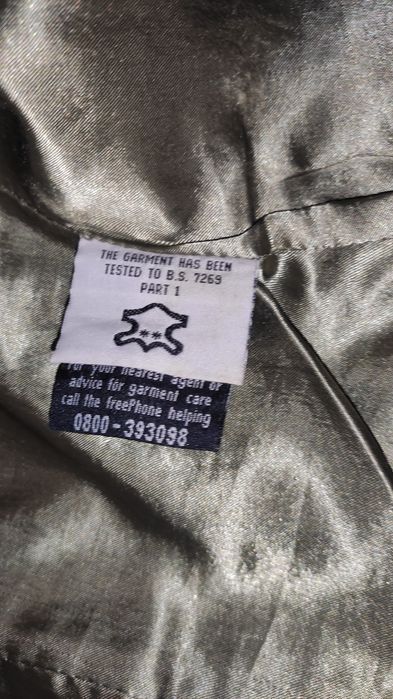 THE GARMENT HAS BEEN
TESTED TO B.S. 7269
PART 1
**
For your nearest agent or
advice for garment care
call the freePhone helping
0800-393098